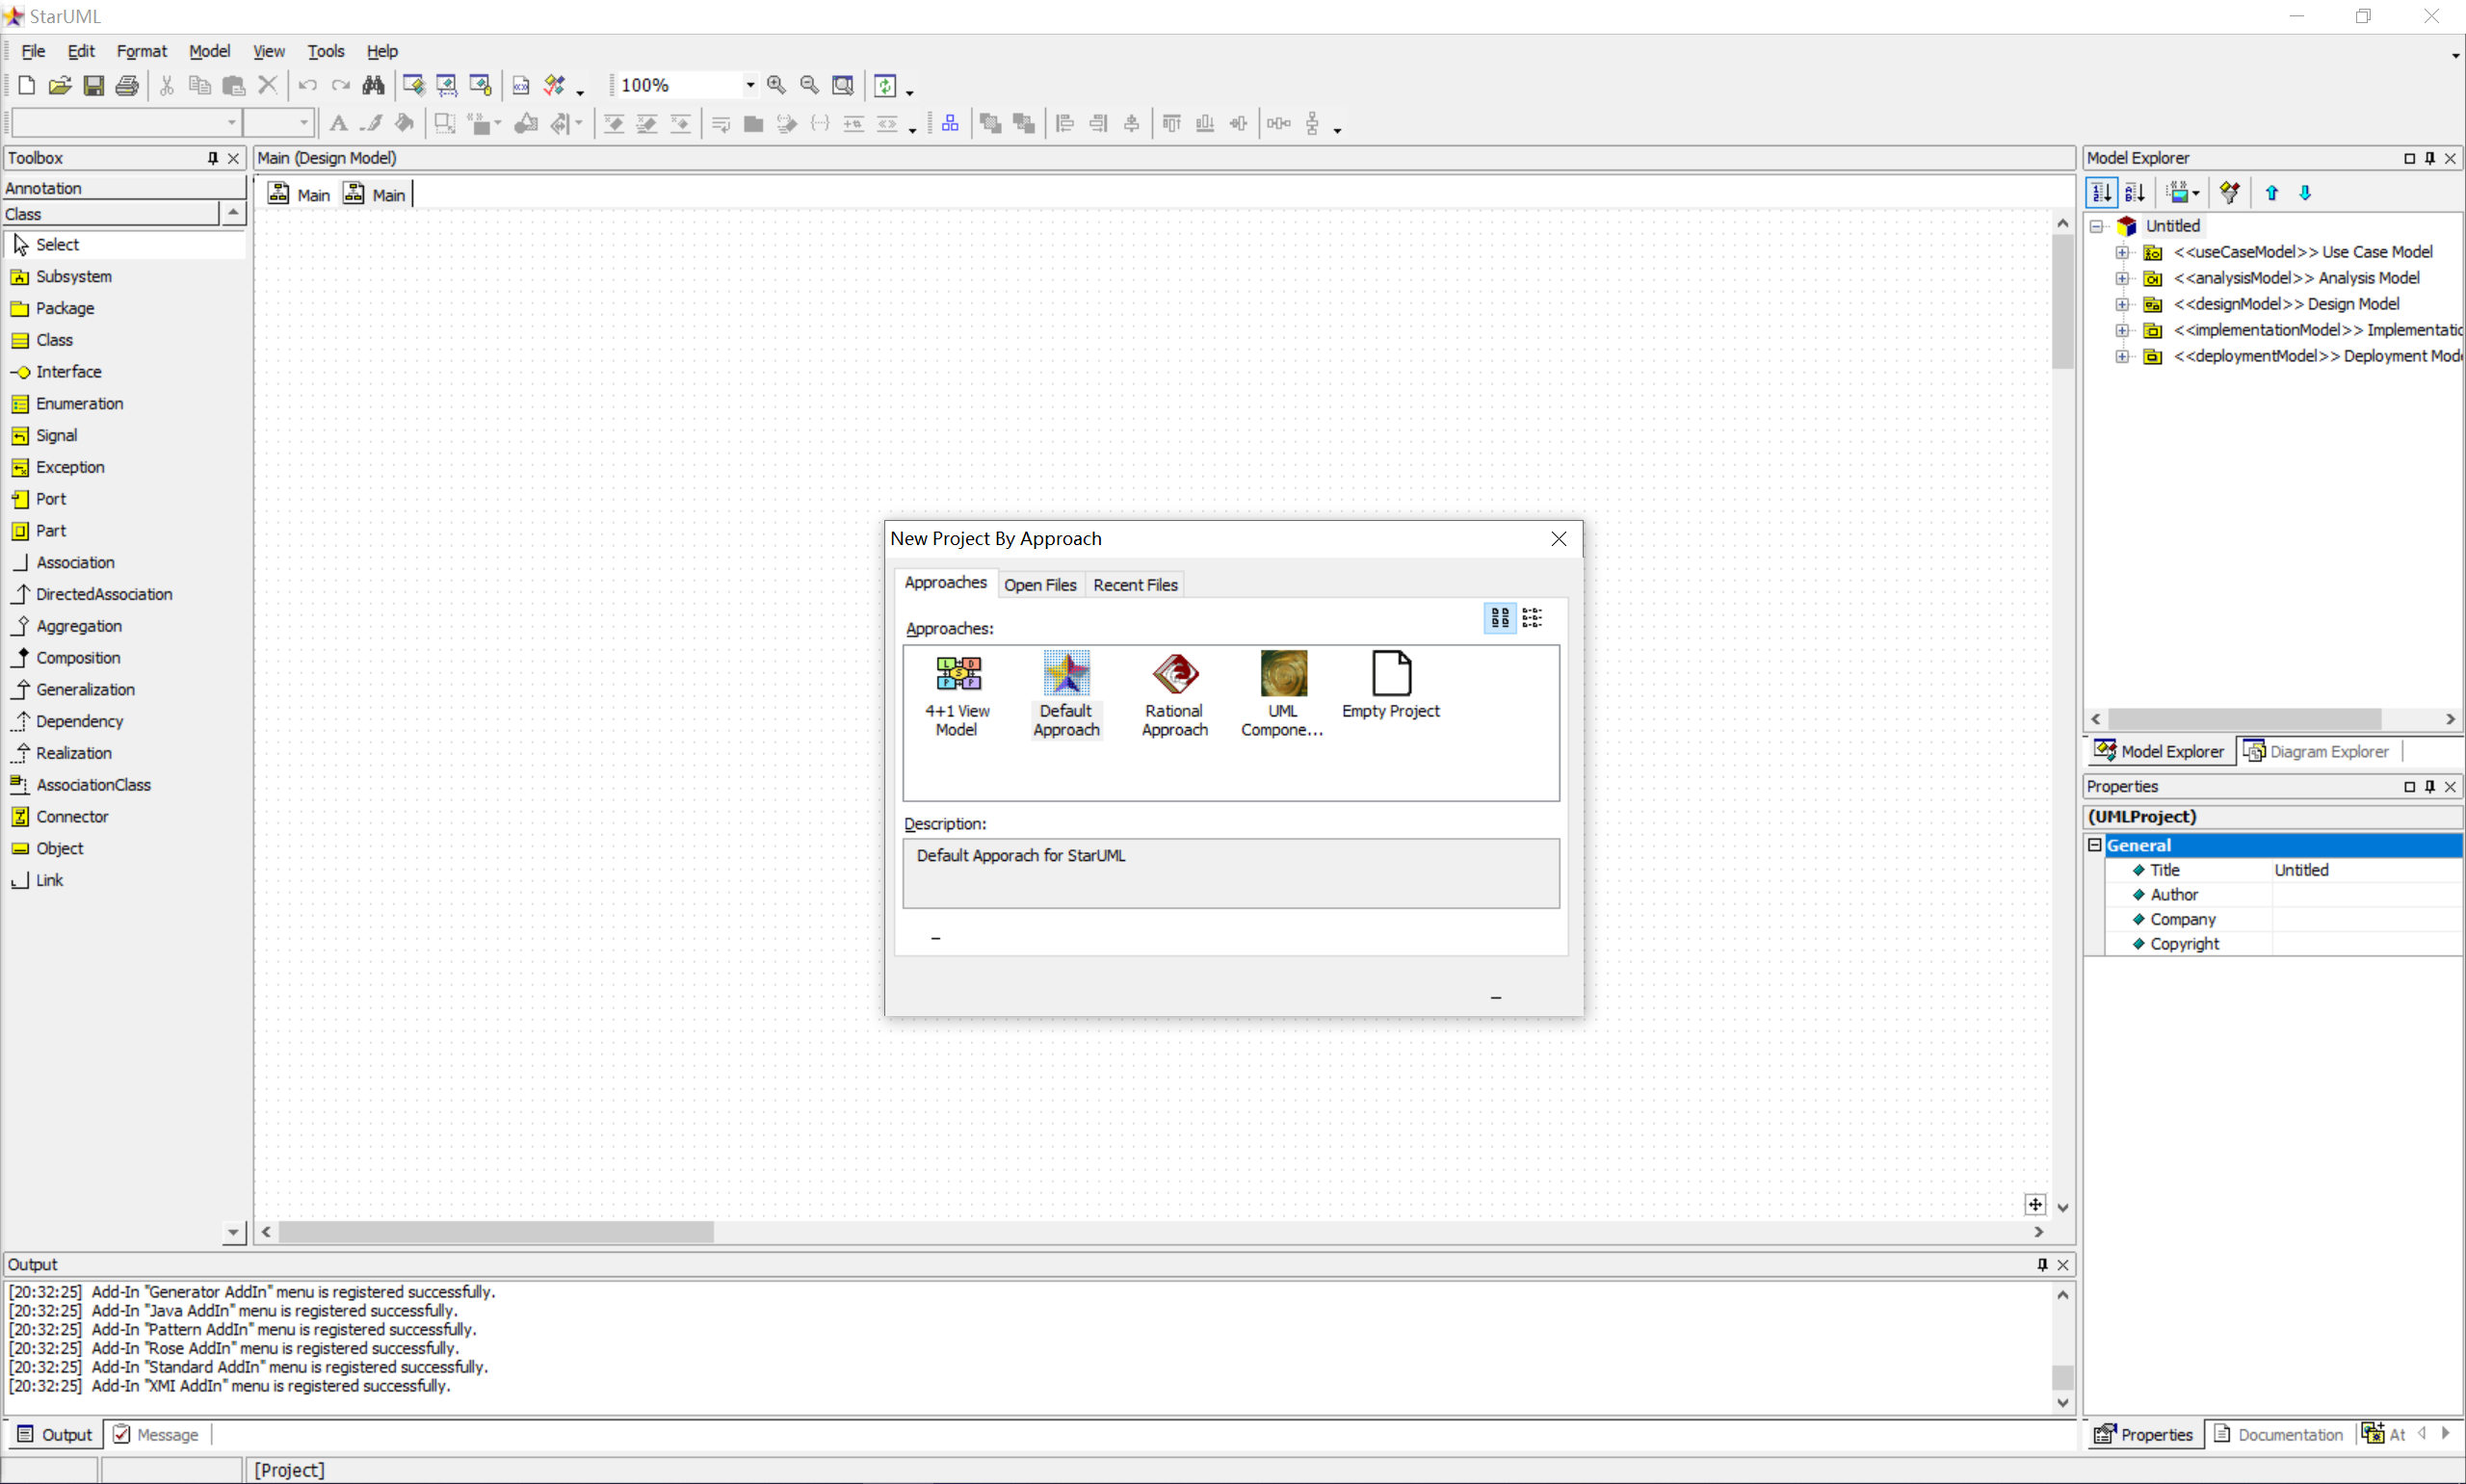 StarUML
File Edit Format Model View Tools Help
100%
Toolbox
Annotation
Class
Select
Subsystem
Package
Class
Interface
Enumeration
Signal
Exception
Port
Part
Association
DirectedAssociation
Aggregation
Composition
Generalization
Dependency
Realization
AssociationClass
Connector
Object
Link
Main (Design Model)
Main Main
New Project By Approach
Approaches Open Files Recent Files
Approaches:
4+1 View Model
Default Approach
Rational Approach
UML Compone...
Empty Project
Description:
Default Apporach for StarUML
Model Explorer
Untitled
<<useCaseModel>> Use Case Model
<<analysisModel>> Analysis Model
<<designModel>> Design Model
<<implementationModel>> Implementatio
<<deploymentModel>> Deployment Mode
Model Explorer Diagram Explorer
Properties
(UMLProject)
General
Title Untitled
Author
Company
Copyright
Properties Documentation At
Output
[20:32:25] Add-In "Generator AddIn" menu is registered successfully.
[20:32:25] Add-In "Java AddIn" menu is registered successfully.
[20:32:25] Add-In "Pattern AddIn" menu is registered successfully.
[20:32:25] Add-In "Rose AddIn" menu is registered successfully.
[20:32:25] Add-In "Standard AddIn" menu is registered successfully.
[20:32:25] Add-In "XMI AddIn" menu is registered successfully.
Output Message
[Project]